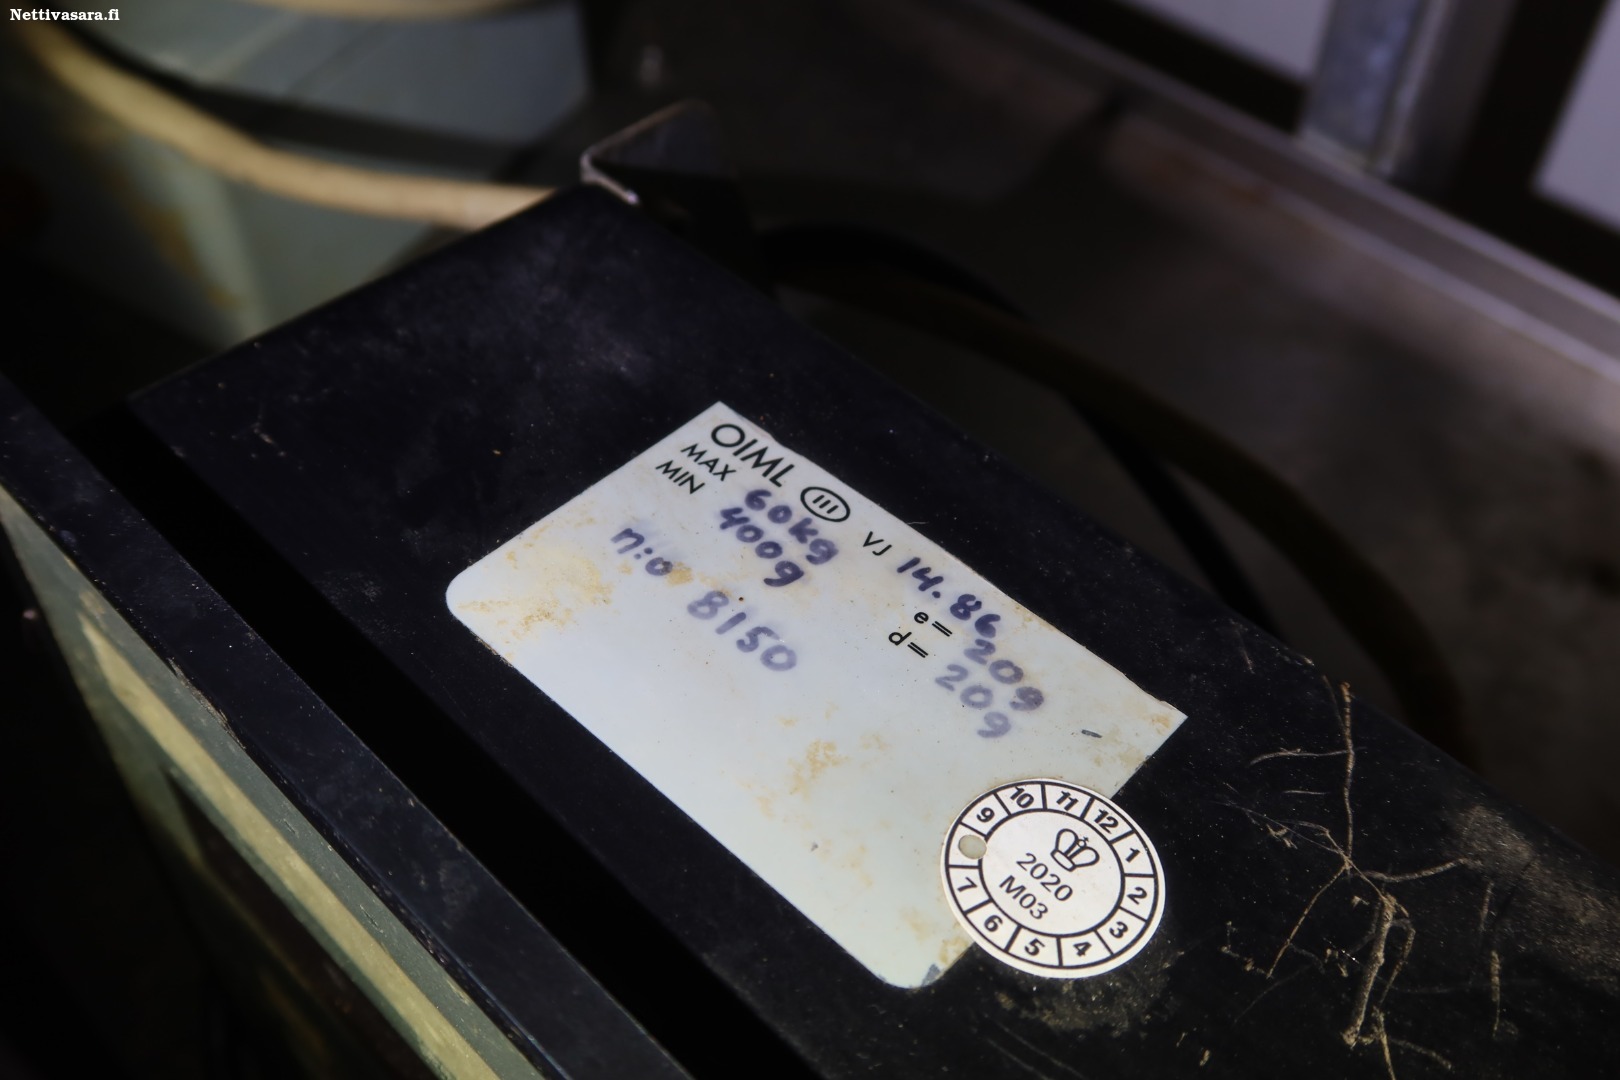 Nettivasara.fi
OIML III
MAX 60kg VJ 14.86
MIN 400g e= 20g
n:o 8150 d= 20g
9 10 11 12 1 2 3 4 5 6 7
2020
M03